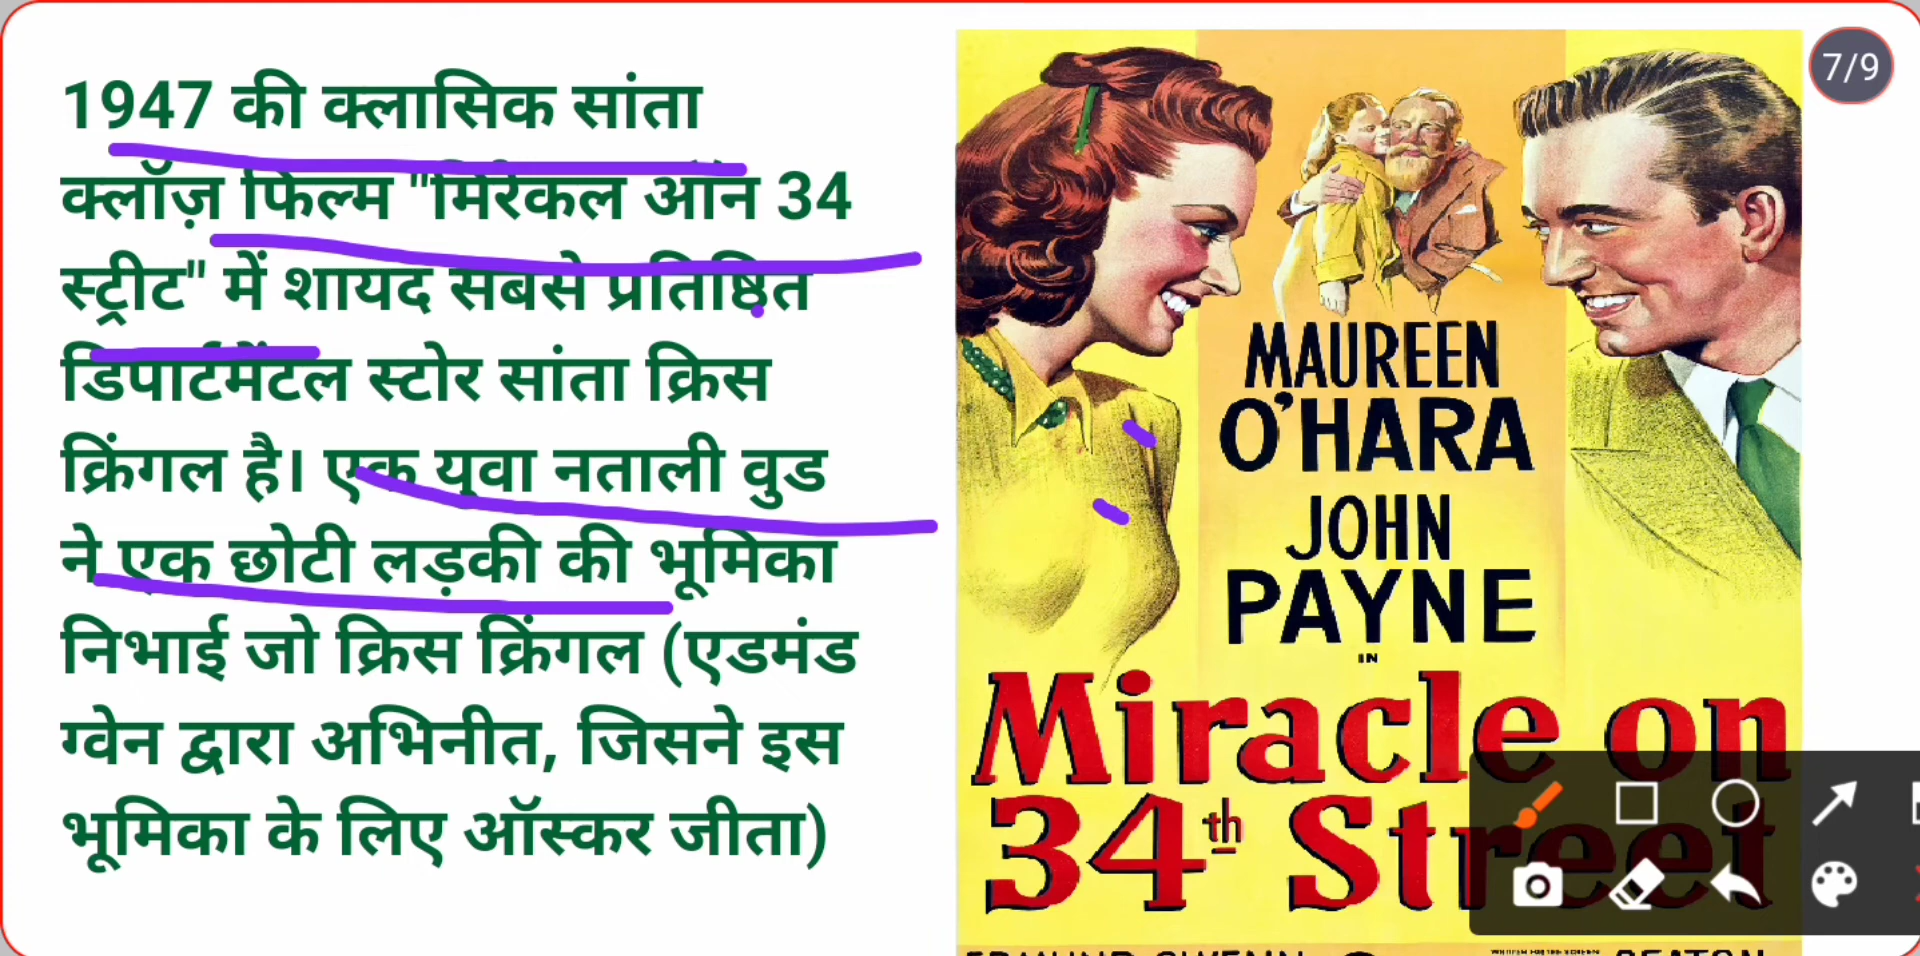 1947 की क्लासिक सांता
क्लॉज़ फिल्म "मिरेकल ऑन 34
स्ट्रीट" में शायद सबसे प्रतिष्ठित
डिपार्टमेंटल स्टोर सांता क्रिस
क्रिंगल है। एक युवा नताली वुड
ने एक छोटी लड़की की भूमिका
निभाई जो क्रिस क्रिंगल (एडमंड
ग्वेन द्वारा अभिनीत, जिसने इस
भूमिका के लिए ऑस्कर जीता)
7/9
MAUREEN
O'HARA
JOHN
PAYNE
IN
Miracle on
34th Street